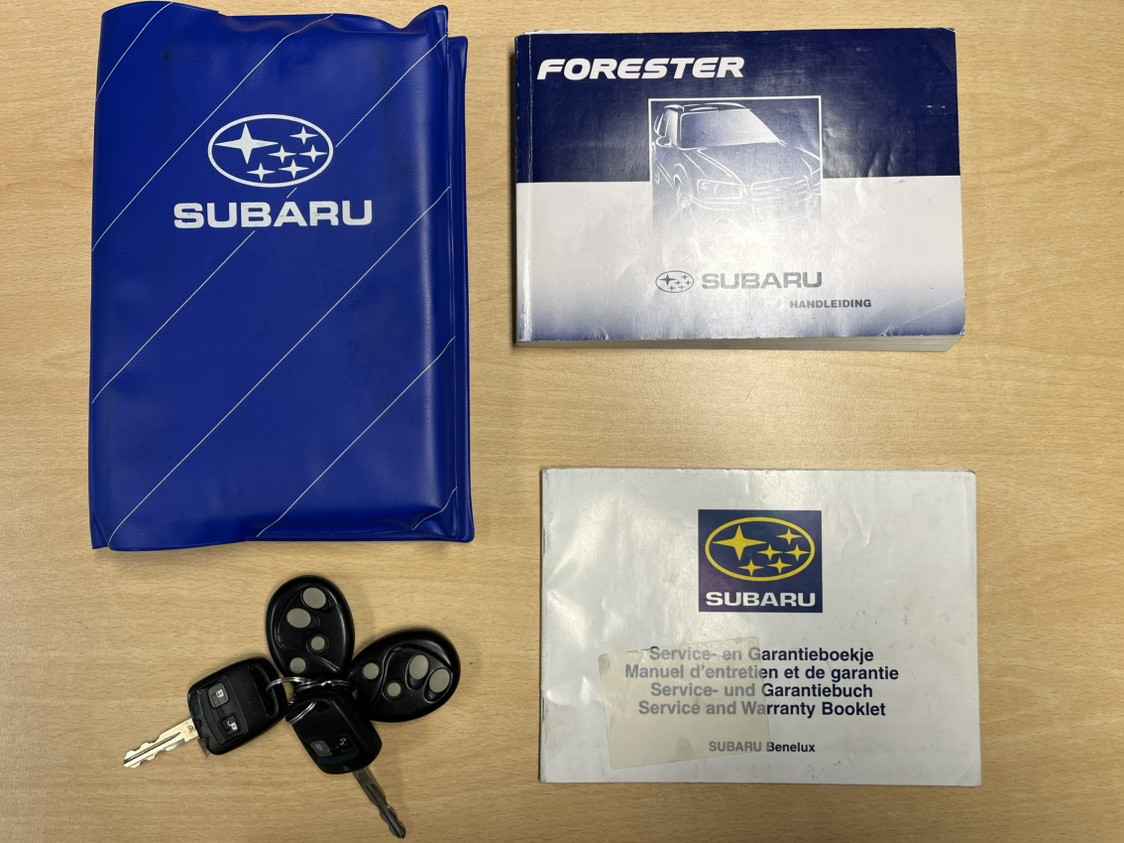 SUBARU
FORESTER
SUBARU
HANDLEIDING
SUBARU
Service- en Garantieboekje
Manuel d'entretien et de garantie
Service- und Garantiebuch
Service and Warranty Booklet
SUBARU Benelux